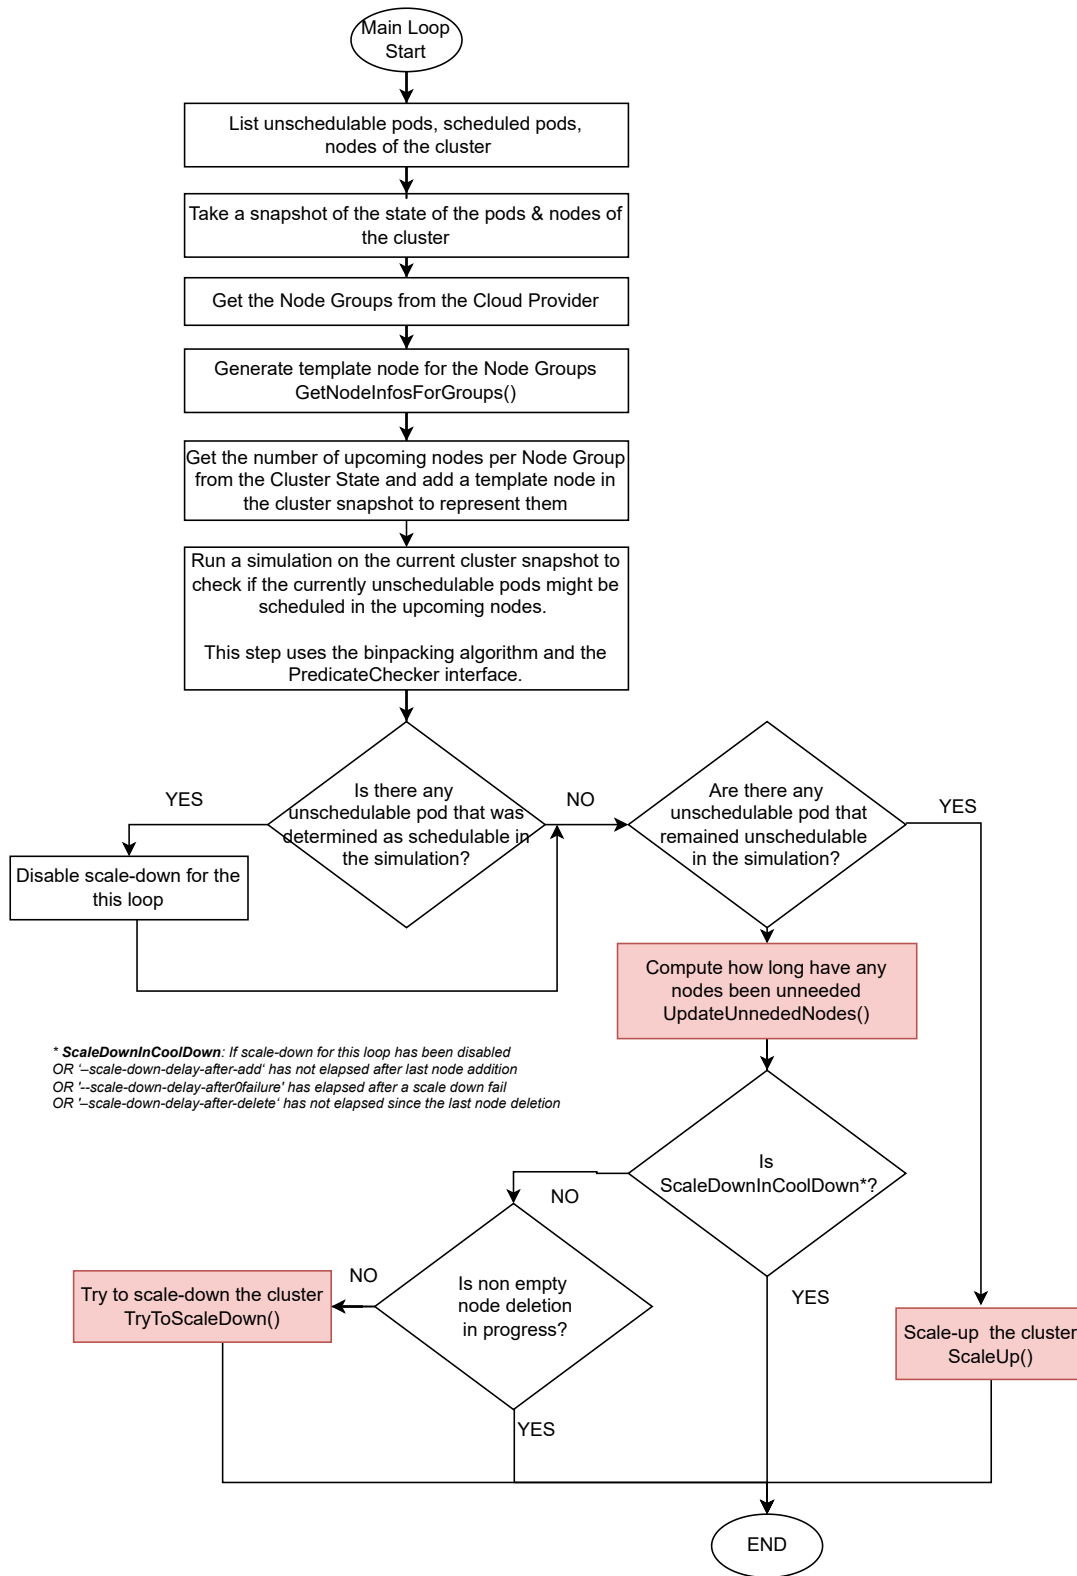 Main Loop
Start
List unschedulable pods, scheduled pods,
nodes of the cluster
Take a snapshot of the state of the pods & nodes of
the cluster
Get the Node Groups from the Cloud Provider
Generate template node for the Node Groups
GetNodeInfosForGroups()
Get the number of upcoming nodes per Node Group
from the Cluster State and add a template node in
the cluster snapshot to represent them
Run a simulation on the current cluster snapshot to
check if the currently unschedulable pods might be
scheduled in the upcoming nodes.
This step uses the binpacking algorithm and the
PredicateChecker interface.
Is there any
unschedulable pod that was
determined as schedulable in
in the simulation?
YES
NO
Are there any
unschedulable pod that
remained unschedulable
in the simulation?
YES
Disable scale-down for the
this loop
Compute how long have any
nodes been unneeded
UpdateUnnededNodes()
* ScaleDownInCoolDown: If scale-down for this loop has been disabled
OR '–scale-down-delay-after-add' has not elapsed after last node addition
OR '--scale-down-delay-after0failure' has elapsed after a scale down fail
OR '–scale-down-delay-after-delete' has not elapsed since the last node deletion
Is
ScaleDownInCoolDown*?
NO
YES
Is non empty
node deletion
in progress?
NO
YES
Try to scale-down the cluster
TryToScaleDown()
Scale-up the cluster
ScaleUp()
END